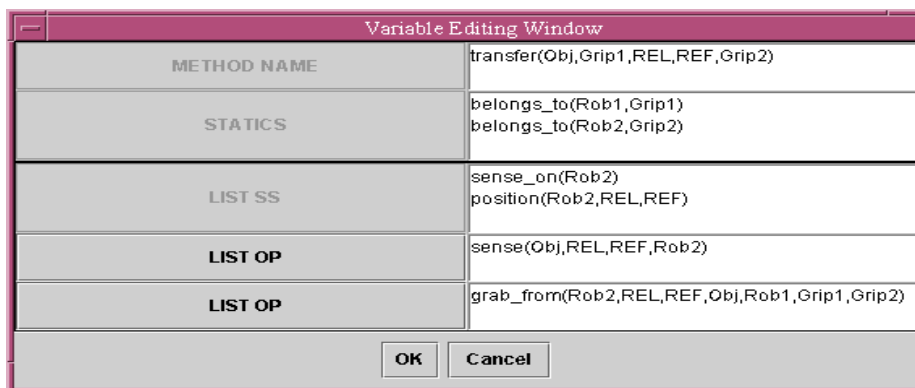 Variable Editing Window
METHOD NAME
transfer(Obj,Grip1,REL,REF,Grip2)
STATICS
belongs_to(Rob1,Grip1)
belongs_to(Rob2,Grip2)
LIST SS
sense_on(Rob2)
position(Rob2,REL,REF)
LIST OP
sense(Obj,REL,REF,Rob2)
LIST OP
grab_from(Rob2,REL,REF,Obj,Rob1,Grip1,Grip2)
OK
Cancel